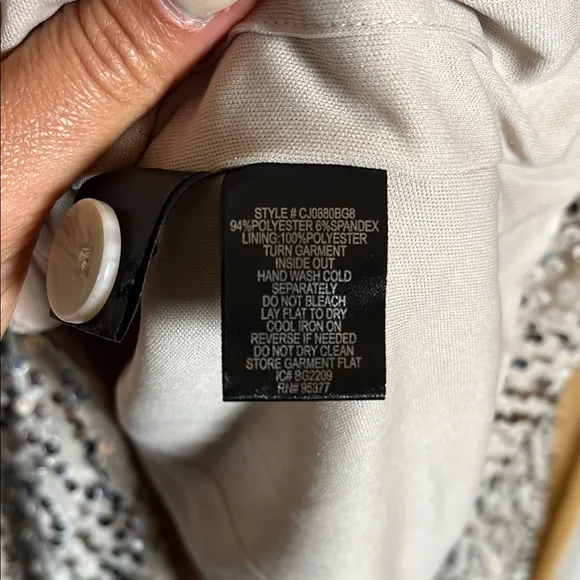 STYLE # CJ0880BG8
94%POLYESTER 6%SPANDEX
LINING:100%POLYESTER
TURN GARMENT
INSIDE OUT
HAND WASH COLD
SEPARATELY
DO NOT BLEACH
LAY FLAT TO DRY
COOL IRON ON
REVERSE IF NEEDED
DO NOT DRY CLEAN
STORE GARMENT FLAT
IC# BG2209
RN# 95377